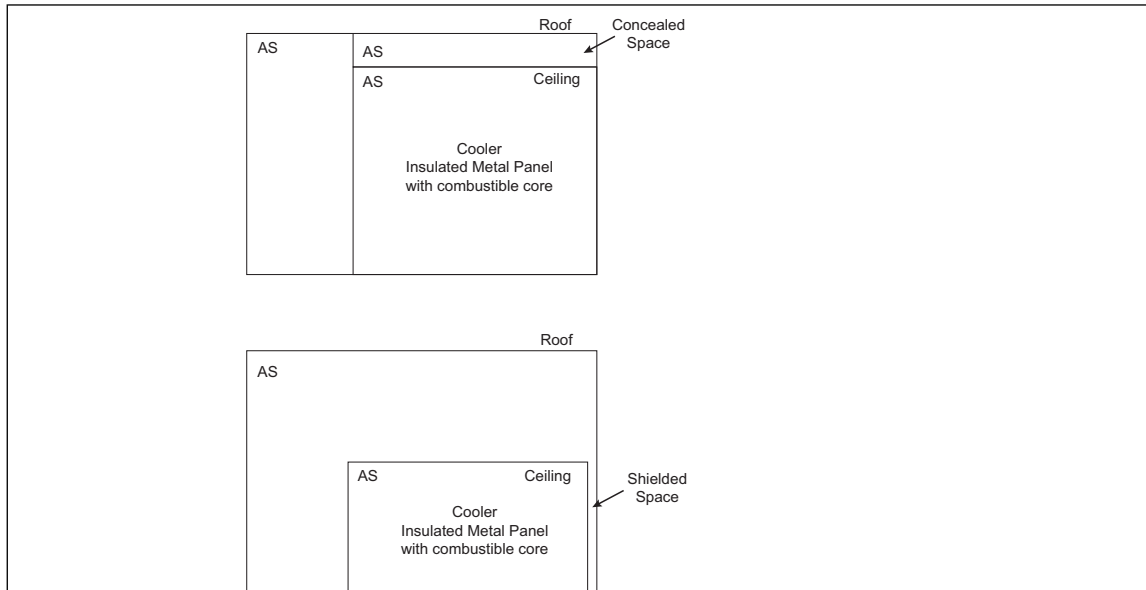 Roof
Concealed
Space
AS
AS
AS
Ceiling
Cooler
Insulated Metal Panel
with combustible core
Roof
AS
AS
Ceiling
Shielded
Space
Cooler
Insulated Metal Panel
with combustible core